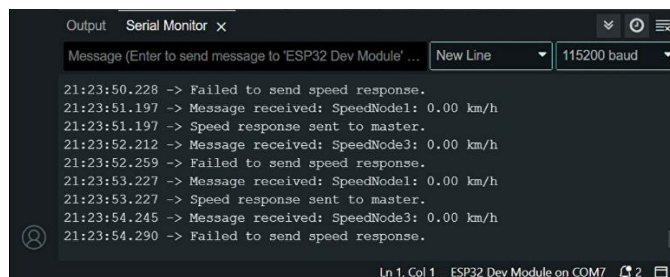 Output Serial Monitor ×
Message (Enter to send message to 'ESP32 Dev Module' ... New Line 115200 baud
21:23:50.228 -> Failed to send speed response.
21:23:51.197 -> Message received: SpeedNode1: 0.00 km/h
21:23:51.197 -> Speed response sent to master.
21:23:52.212 -> Message received: SpeedNode3: 0.00 km/h
21:23:52.259 -> Failed to send speed response.
21:23:53.227 -> Message received: SpeedNode1: 0.00 km/h
21:23:53.227 -> Speed response sent to master.
21:23:54.245 -> Message received: SpeedNode3: 0.00 km/h
21:23:54.290 -> Failed to send speed response.
Ln 1, Col 1 ESP32 Dev Module on COM7 2